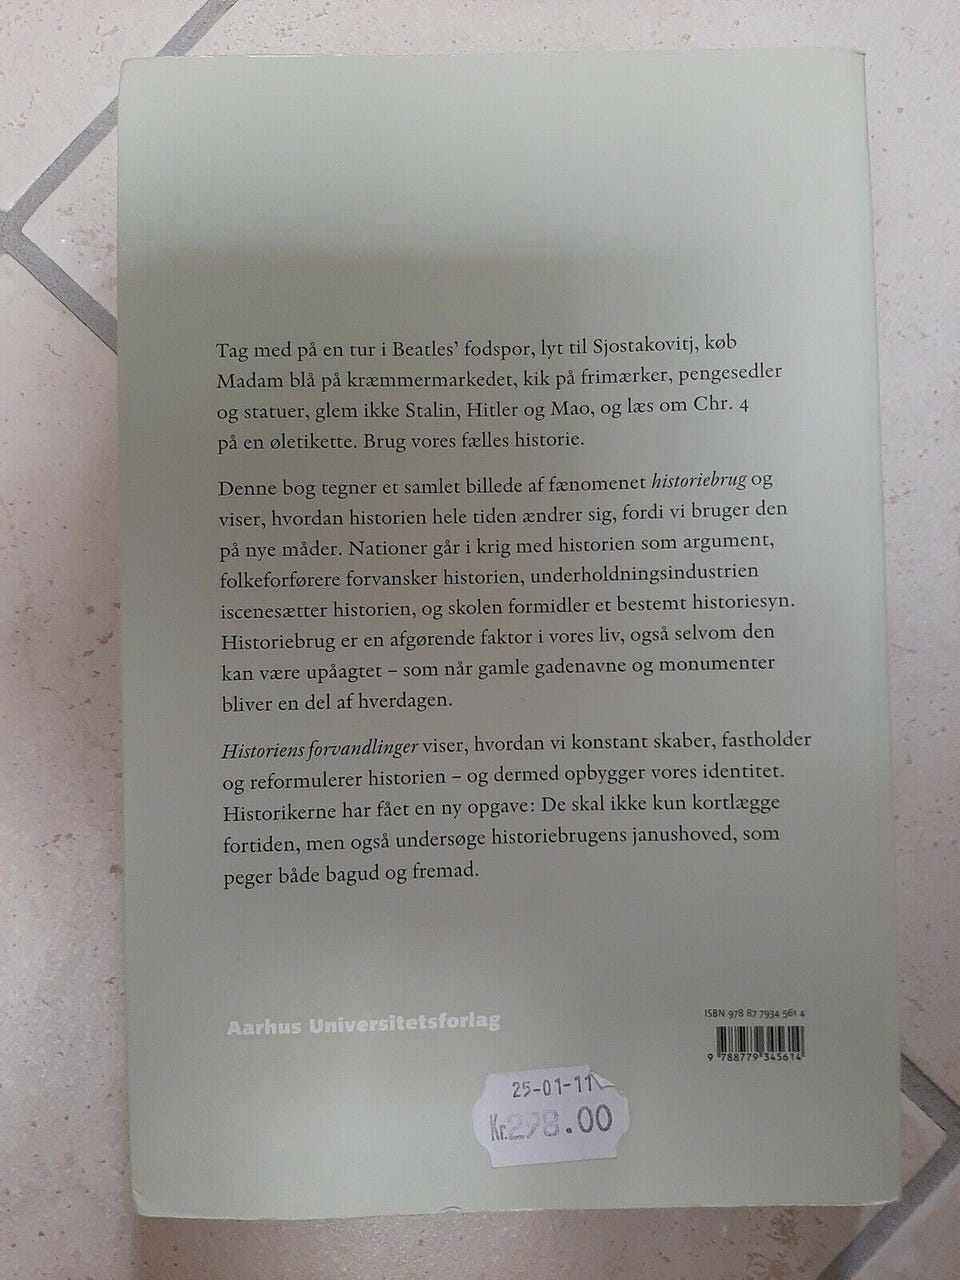 Tag med på en tur i Beatles' fodspor, lyt til Sjostakovitj, køb
Madam blå på kræmmermarkedet, kik på frimærker, pengesedler
og statuer, glem ikke Stalin, Hitler og Mao, og læs om Chr. 4
på en øletikette. Brug vores fælles historie.
Denne bog tegner et samlet billede af fænomenet historiebrug og
viser, hvordan historien hele tiden ændrer sig, fordi vi bruger den
på nye måder. Nationer går i krig med historien som argument,
folkeforførere forvansker historien, underholdningsindustrien
iscenesætter historien, og skolen formidler et bestemt historiesyn.
Historiebrug er en afgørende faktor i vores liv, også selvom den
kan være upåagtet – som når gamle gadenavne og monumenter
bliver en del af hverdagen.
Historiens forvandlinger viser, hvordan vi konstant skaber, fastholder
og reformulerer historien – og dermed opbygger vores identitet.
Historikerne har fået en ny opgave: De skal ikke kun kortlægge
fortiden, men også undersøge historiebrugens janushoved, som
peger både bagud og fremad.
Aarhus Universitetsforlag
ISBN 978 87 7934 561 4
9 788779 345614
25-01-11
Kr.298.00